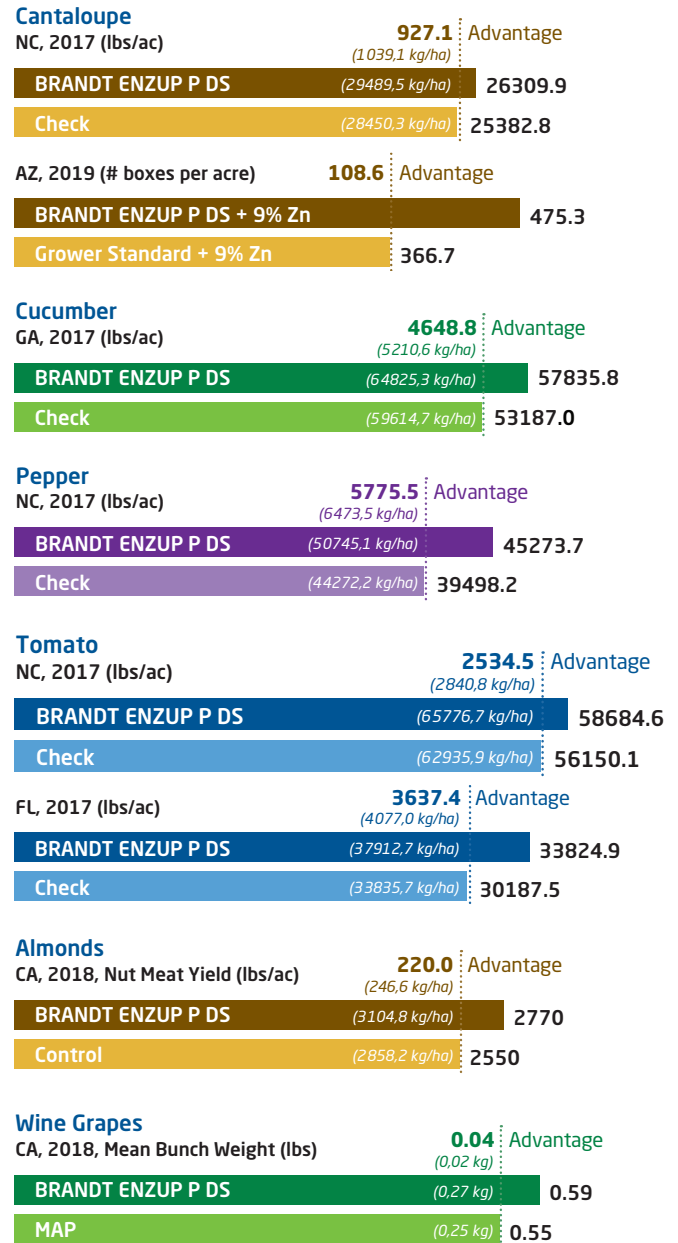 Cantaloupe
NC, 2017 (lbs/ac)
927.1 Advantage
(1039,1 kg/ha)
BRANDT ENZUP P DS (29489,5 kg/ha) 26309.9
Check (28450,3 kg/ha) 25382.8
AZ, 2019 (# boxes per acre) 108.6 Advantage
BRANDT ENZUP P DS + 9% Zn 475.3
Grower Standard + 9% Zn 366.7
Cucumber
GA, 2017 (lbs/ac)
4648.8 Advantage
(5210,6 kg/ha)
BRANDT ENZUP P DS (64825,3 kg/ha) 57835.8
Check (59614,7 kg/ha) 53187.0
Pepper
NC, 2017 (lbs/ac)
5775.5 Advantage
(6473,5 kg/ha)
BRANDT ENZUP P DS (50745,1 kg/ha) 45273.7
Check (44272,2 kg/ha) 39498.2
Tomato
NC, 2017 (lbs/ac)
2534.5 Advantage
(2840,8 kg/ha)
BRANDT ENZUP P DS (65776,7 kg/ha) 58684.6
Check (62935,9 kg/ha) 56150.1
FL, 2017 (lbs/ac)
3637.4 Advantage
(4077,0 kg/ha)
BRANDT ENZUP P DS (37912,7 kg/ha) 33824.9
Check (33835,7 kg/ha) 30187.5
Almonds
CA, 2018, Nut Meat Yield (lbs/ac)
220.0 Advantage
(246,6 kg/ha)
BRANDT ENZUP P DS (3104,8 kg/ha) 2770
Control (2858,2 kg/ha) 2550
Wine Grapes
CA, 2018, Mean Bunch Weight (lbs)
0.04 Advantage
(0,02 kg)
BRANDT ENZUP P DS (0,27 kg) 0.59
MAP (0,25 kg) 0.55